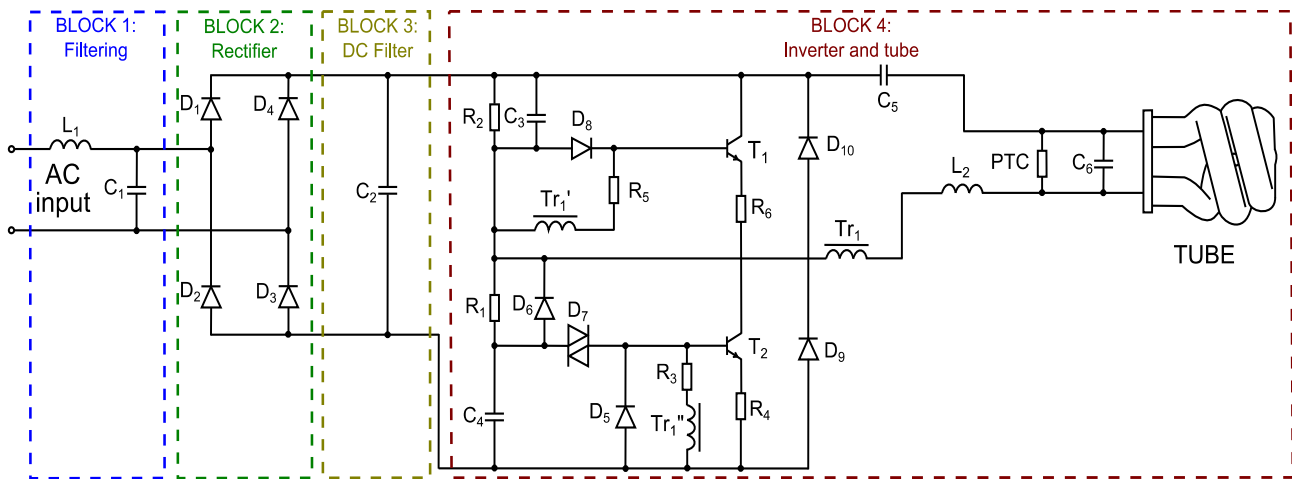 BLOCK 1:
Filtering
BLOCK 2:
Rectifier
BLOCK 3:
DC Filter
BLOCK 4:
Inverter and tube
L1
AC
input
C1
D1
D4
D2
D3
C2
R2
C3
D8
T1
D10
C5
R5
Tr1'
R6
Tr1
L2
PTC
C6
TUBE
R1
D6
D7
T2
D9
C4
D5
R3
Tr1"
R4